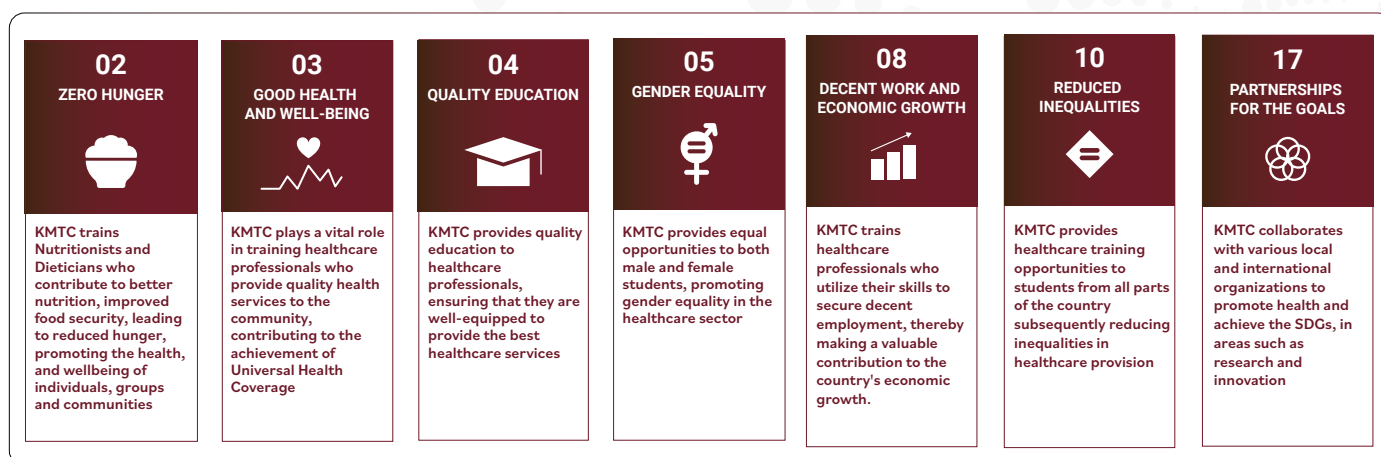 02
ZERO HUNGER
KMTC trains
Nutritionists and
Dieticians who
contribute to better
nutrition, improved
food security, leading
to reduced hunger,
promoting the health,
and wellbeing of
individuals, groups
and communities
03
GOOD HEALTH
AND WELL-BEING
KMTC plays a vital role
in training healthcare
professionals who
provide quality health
services to the
community,
contributing to the
achievement of
Universal Health
Coverage
04
QUALITY EDUCATION
KMTC provides quality
education to
healthcare
professionals,
ensuring that they are
well-equipped to
provide the best
healthcare services
05
GENDER EQUALITY
KMTC provides equal
opportunities to both
male and female
students, promoting
gender equality in the
healthcare sector
08
DECENT WORK AND
ECONOMIC GROWTH
KMTC trains
healthcare
professionals who
utilize their skills to
secure decent
employment, thereby
making a valuable
contribution to the
country's economic
growth.
10
REDUCED
INEQUALITIES
KMTC provides
healthcare training
opportunities to
students from all parts
of the country
subsequently reducing
inequalities in
healthcare provision
17
PARTNERSHIPS
FOR THE GOALS
KMTC collaborates
with various local
and international
organizations to
promote health and
achieve the SDGs, in
areas such as
research and
innovation